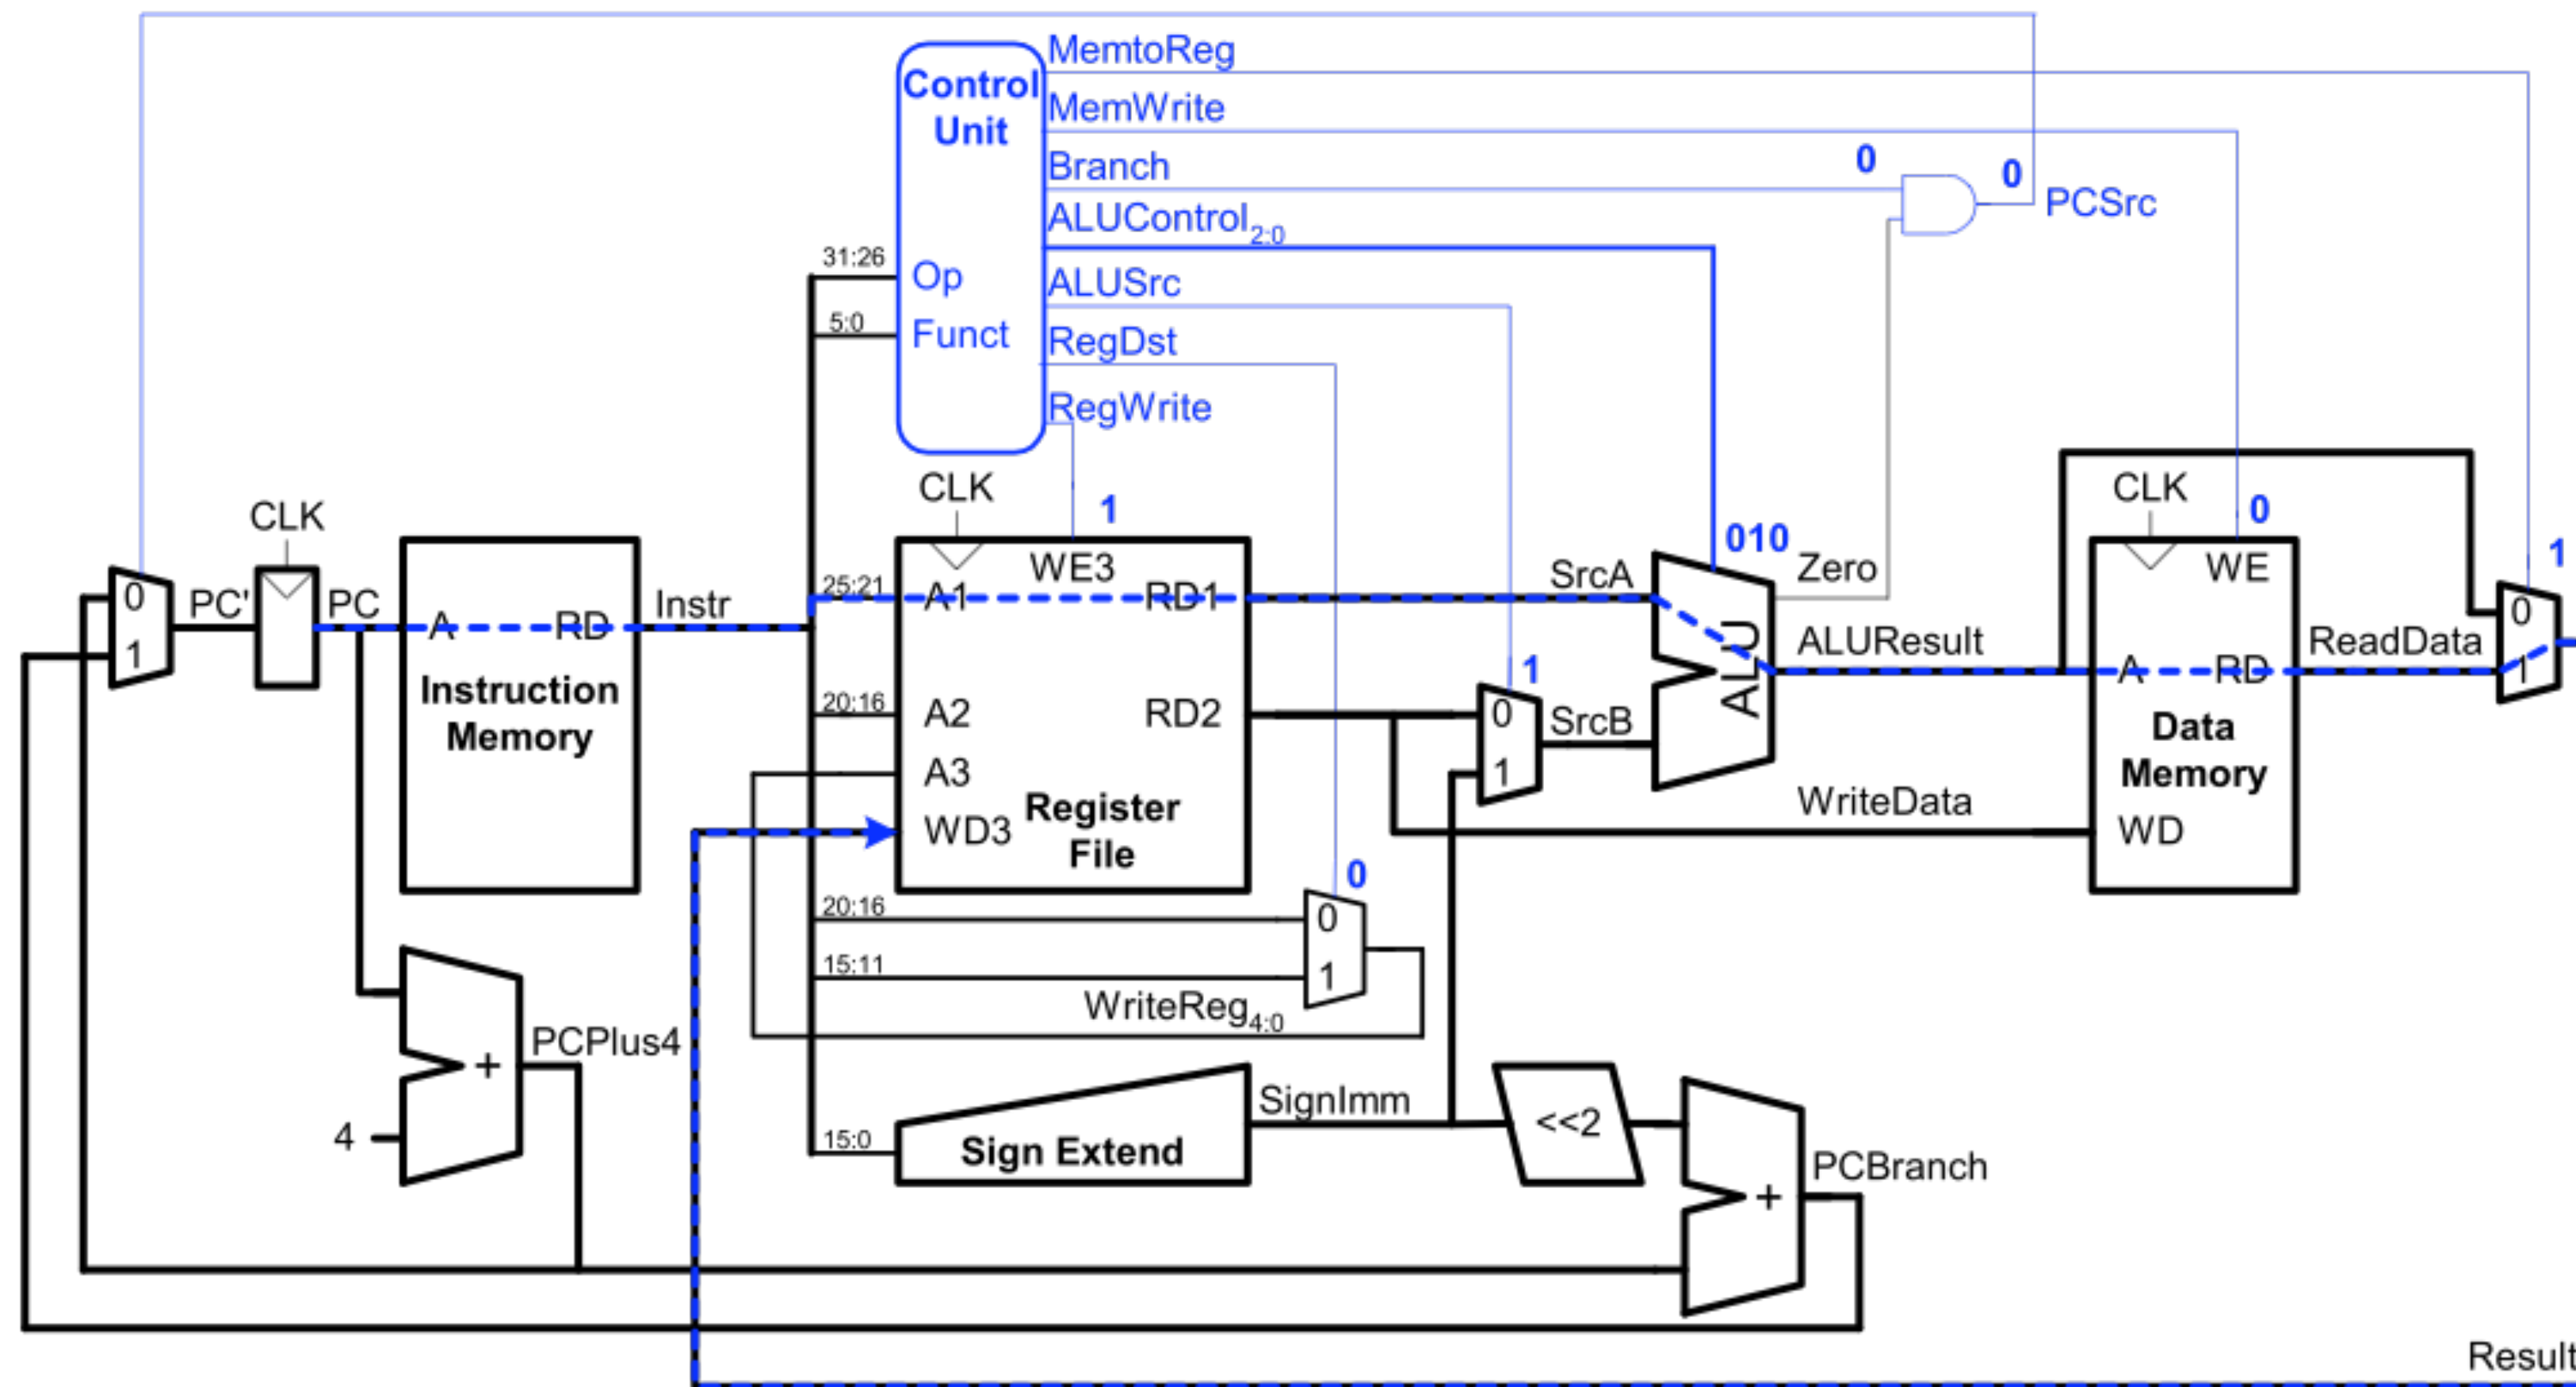 MemtoReg
Control
Unit
MemWrite
Branch
0
0
PCSrc
ALUControl2:0
31:26
Op
ALUSrc
5:0
Funct
RegDst
RegWrite
CLK
CLK
CLK
1
010
0
1
WE3
Zero
WE
0
PC'
PC
A
RD
Instr
25:21
A1
RD1
SrcA
ALU
ALUResult
A
RD
ReadData
0
1
1
Instruction
Memory
20:16
A2
RD2
1
0
SrcB
1
Data
Memory
A3
WD3
Register
File
WriteData
WD
0
20:16
0
15:11
1
WriteReg4:0
PCPlus4
+
4
SignImm
<<2
15:0
Sign Extend
PCBranch
+
Result